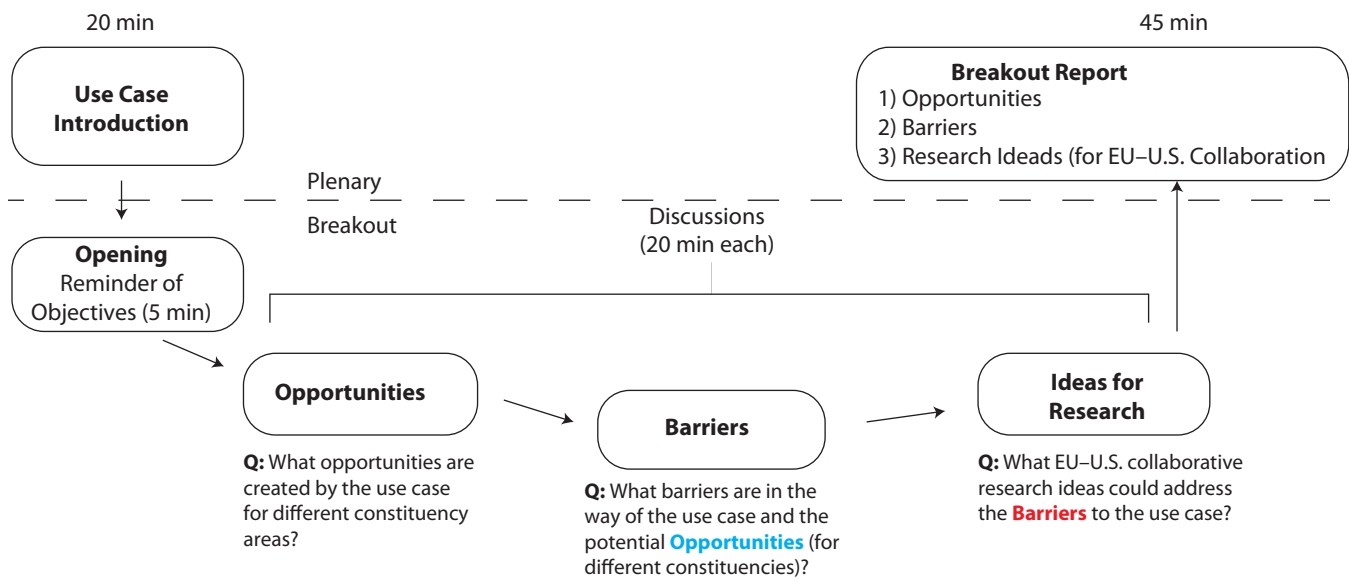 20 min
45 min
Use Case
Introduction
Breakout Report
1) Opportunities
2) Barriers
3) Research Ideads (for EU–U.S. Collaboration
Plenary
Breakout
Discussions
(20 min each)
Opening
Reminder of
Objectives (5 min)
Opportunities
Q: What opportunities are
created by the use case
for different constituency
areas?
Barriers
Q: What barriers are in the
way of the use case and the
potential Opportunities (for
different constituencies)?
Ideas for
Research
Q: What EU–U.S. collaborative
research ideas could address
the Barriers to the use case?